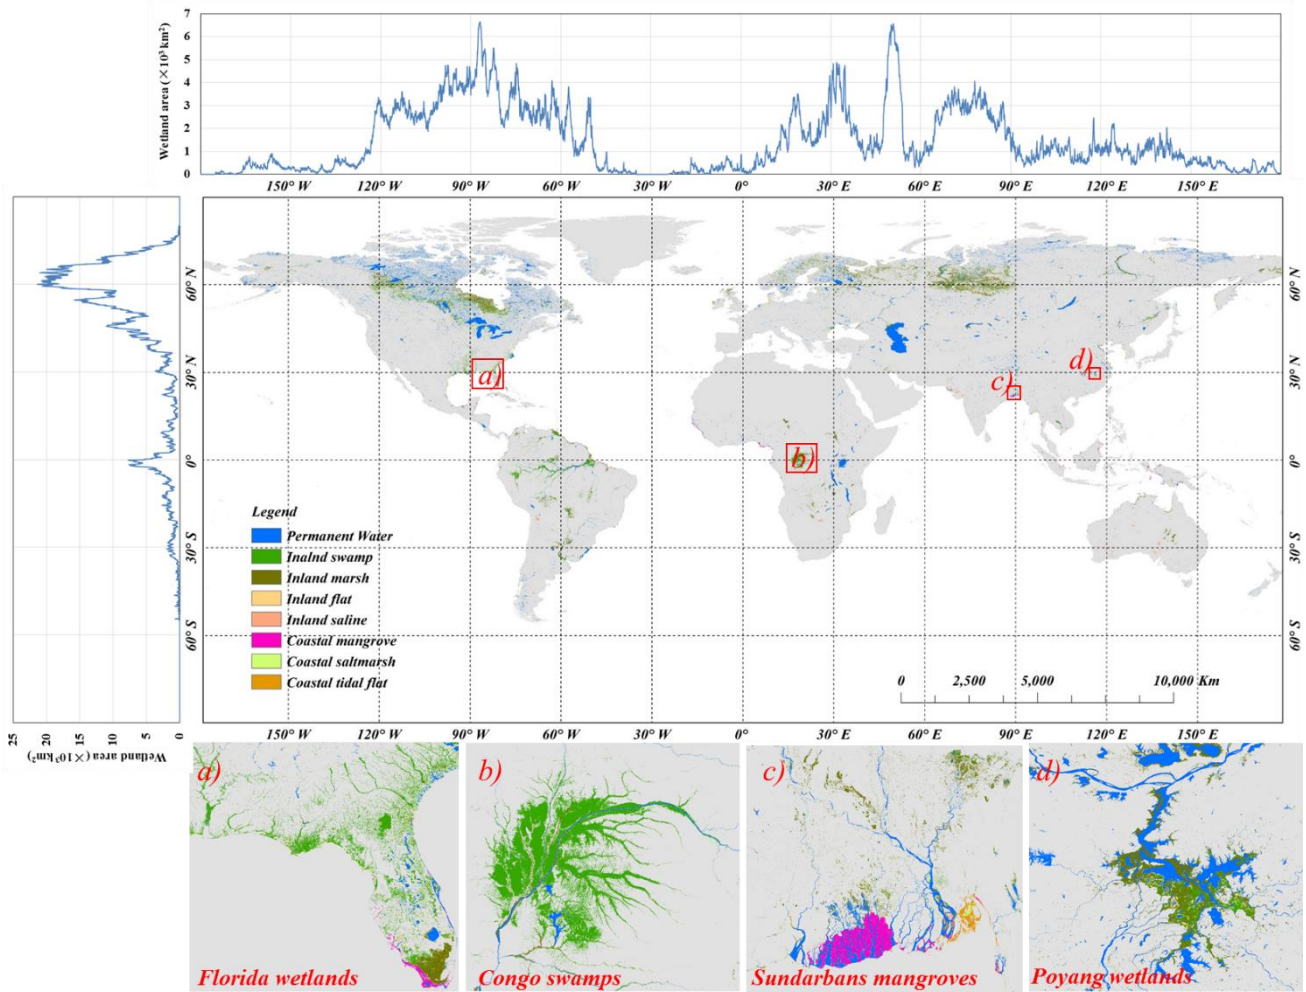 7
6
5
4
3
2
1
0
Wetland area (×10³ km²)
150° W
120° W
90° W
60° W
0°
30° E
60° E
90° E
120° E
150° E
60° N
30° N
0°
30° S
60° S
60° N
30° N
0°
30° S
60° S
a)
b)
c)
d)
Legend
Permanent Water
Inalnd swamp
Inland marsh
Inland flat
Inland saline
Coastal mangrove
Coastal saltmarsh
Coastal tidal flat
0 2,500 5,000 10,000 Km
25 20 15 10 5 0
Wetland area (×10³ km²)
150° W
120° W
90° W
60° W
0°
30° E
60° E
90° E
120° E
150° E
a)
Florida wetlands
b)
Congo swamps
c)
Sundarbans mangroves
d)
Poyang wetlands